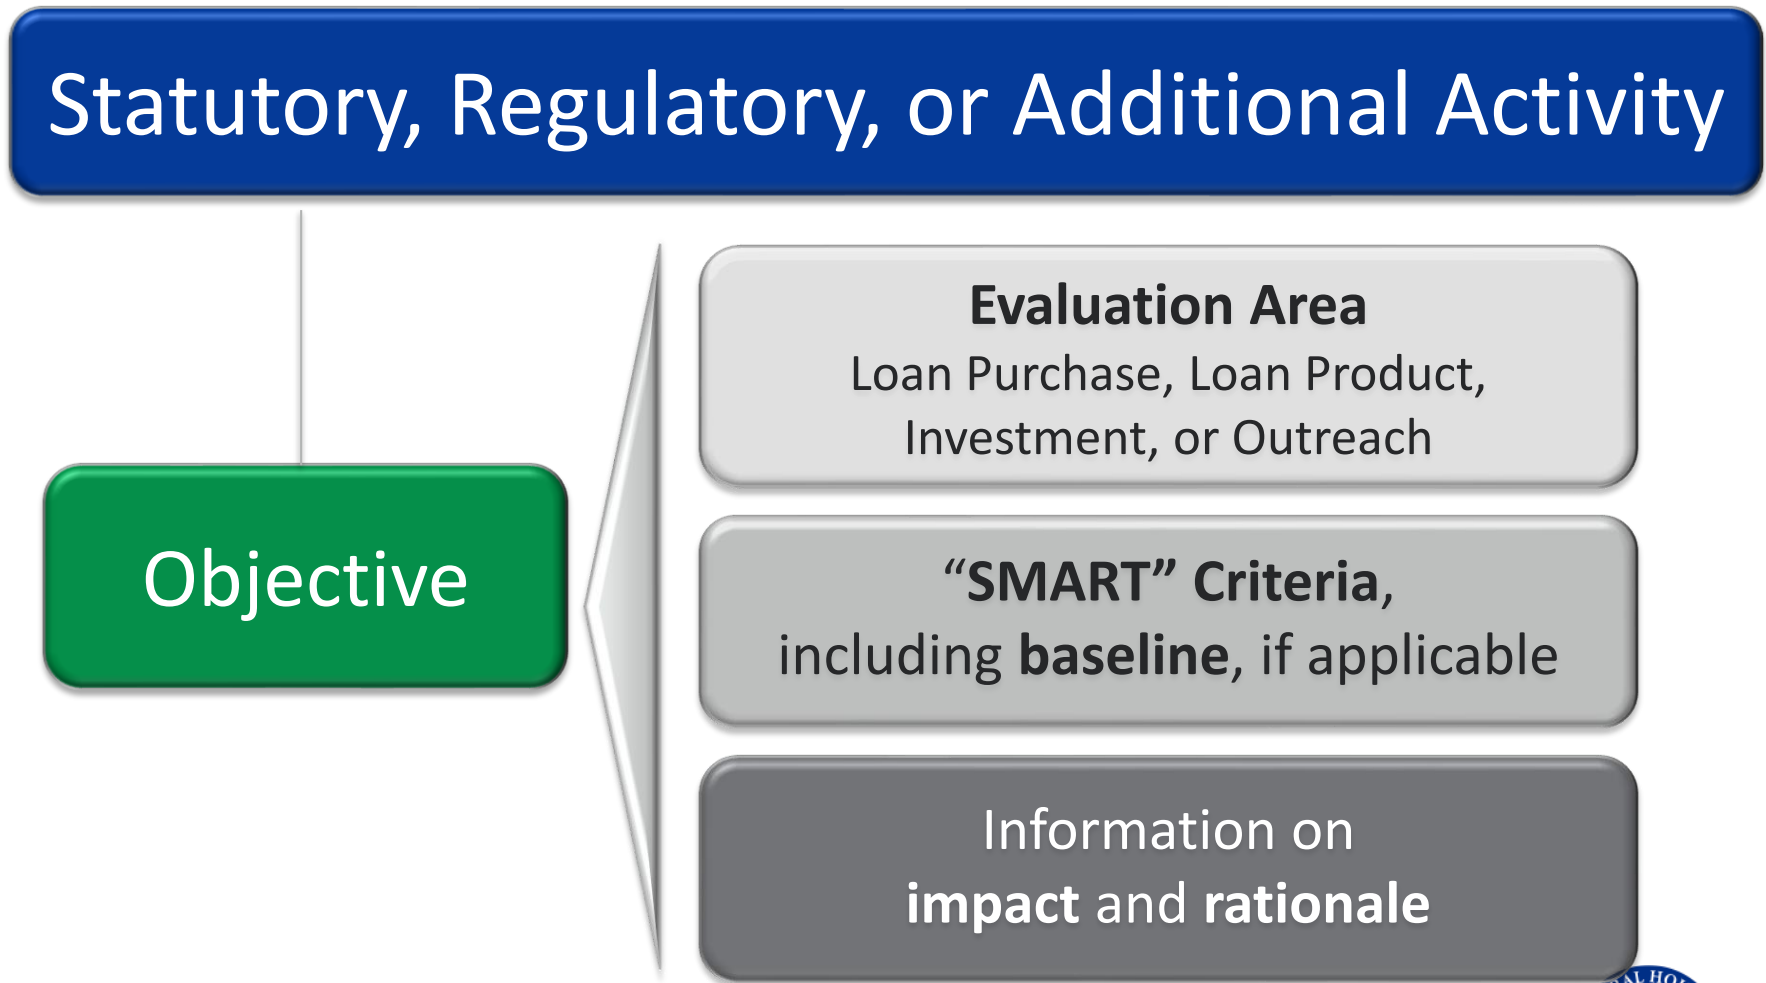 Statutory, Regulatory, or Additional Activity
Objective
Evaluation Area
Loan Purchase, Loan Product,
Investment, or Outreach
“SMART” Criteria,
including baseline, if applicable
Information on
impact and rationale